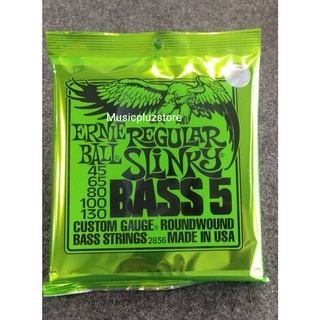 Musicpluzstore
ERNIE BALL
REGULAR SLINKY
45
65
80
100
130
BASS 5
CUSTOM GAUGE® ROUNDWOUND
BASS STRINGS 2836 MADE IN USA